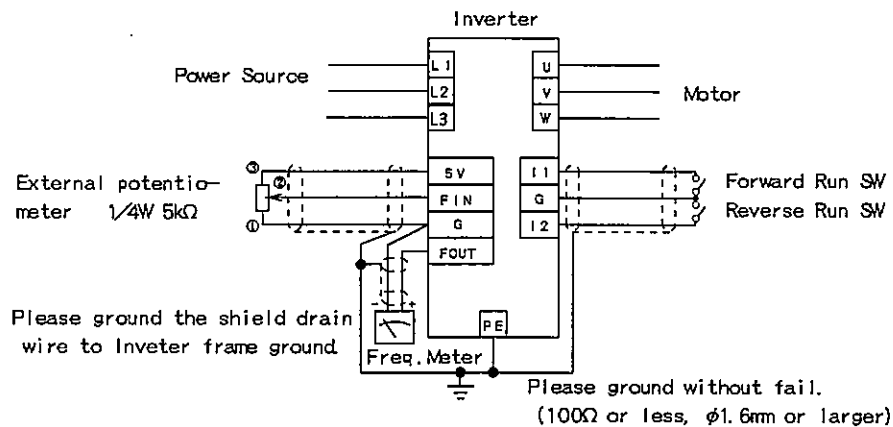 Inverter
Power Source
L1
L2
L3
U
V
W
Motor
External potentio-
meter 1/4W 5kΩ
③
②
①
5V
FIN
G
FOUT
I1
G
I2
Forward Run SW
Reverse Run SW
Please ground the shield drain
wire to Inveter frame ground.
Freq. Meter
PE
Please ground without fail.
(100Ω or less, φ1.6mm or larger)